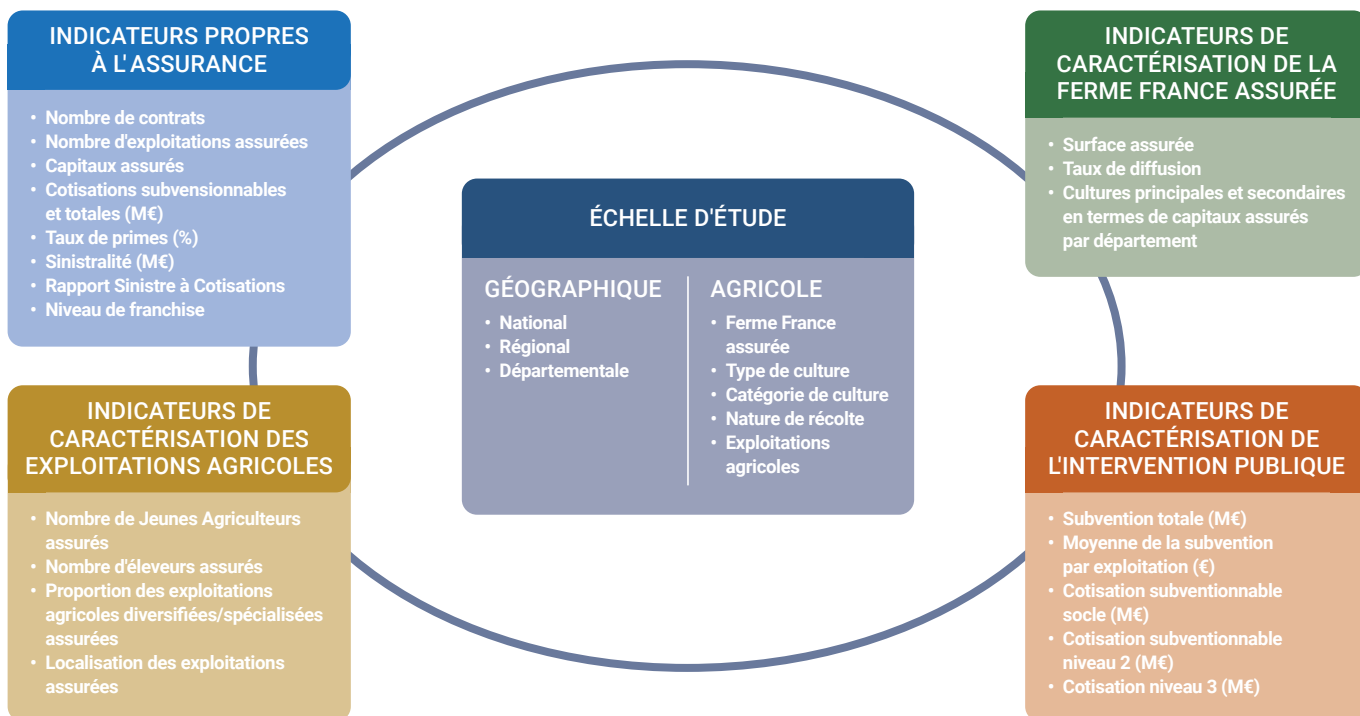 INDICATEURS PROPRES
À L'ASSURANCE
• Nombre de contrats
• Nombre d'exploitations assurées
• Capitaux assurés
• Cotisations subvensionnables
et totales (M€)
• Taux de primes (%)
• Sinistralité (M€)
• Rapport Sinistre à Cotisations
• Niveau de franchise
INDICATEURS DE
CARACTÉRISATION DE LA
FERME FRANCE ASSURÉE
• Surface assurée
• Taux de diffusion
• Cultures principales et secondaires
en termes de capitaux assurés
par département
ÉCHELLE D'ÉTUDE
GÉOGRAPHIQUE
• National
• Régional
• Départementale
AGRICOLE
• Ferme France
assurée
• Type de culture
• Catégorie de culture
• Nature de récolte
• Exploitations
agricoles
INDICATEURS DE
CARACTÉRISATION DES
EXPLOITATIONS AGRICOLES
• Nombre de Jeunes Agriculteurs
assurés
• Nombre d'éleveurs assurés
• Proportion des exploitations
agricoles diversifiées/spécialisées
assurées
• Localisation des exploitations
assurées
INDICATEURS DE
CARACTÉRISATION DE
L'INTERVENTION PUBLIQUE
• Subvention totale (M€)
• Moyenne de la subvention
par exploitation (€)
• Cotisation subventionnable
socle (M€)
• Cotisation subventionnable
niveau 2 (M€)
• Cotisation niveau 3 (M€)